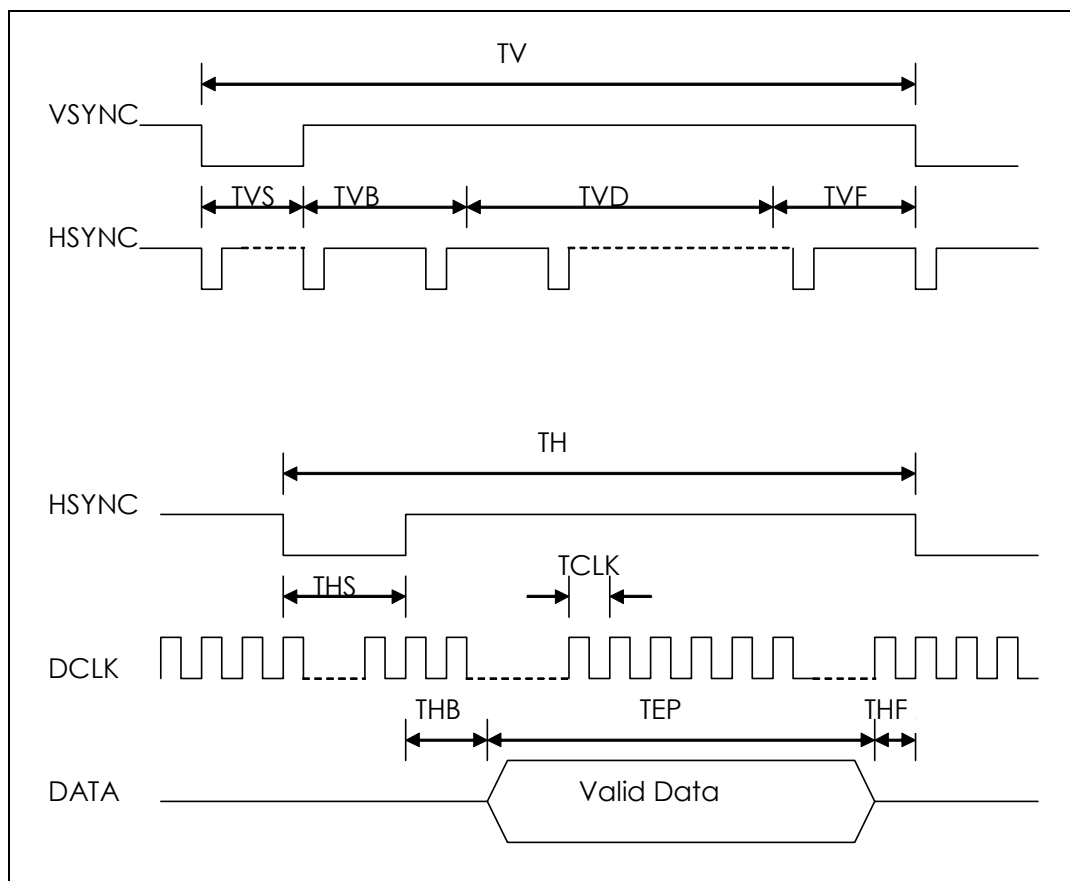 TV
VSYNC
TVS TVB TVD TVF
HSYNC
TH
HSYNC
TCLK
THS
DCLK
THB TEP THF
DATA Valid Data